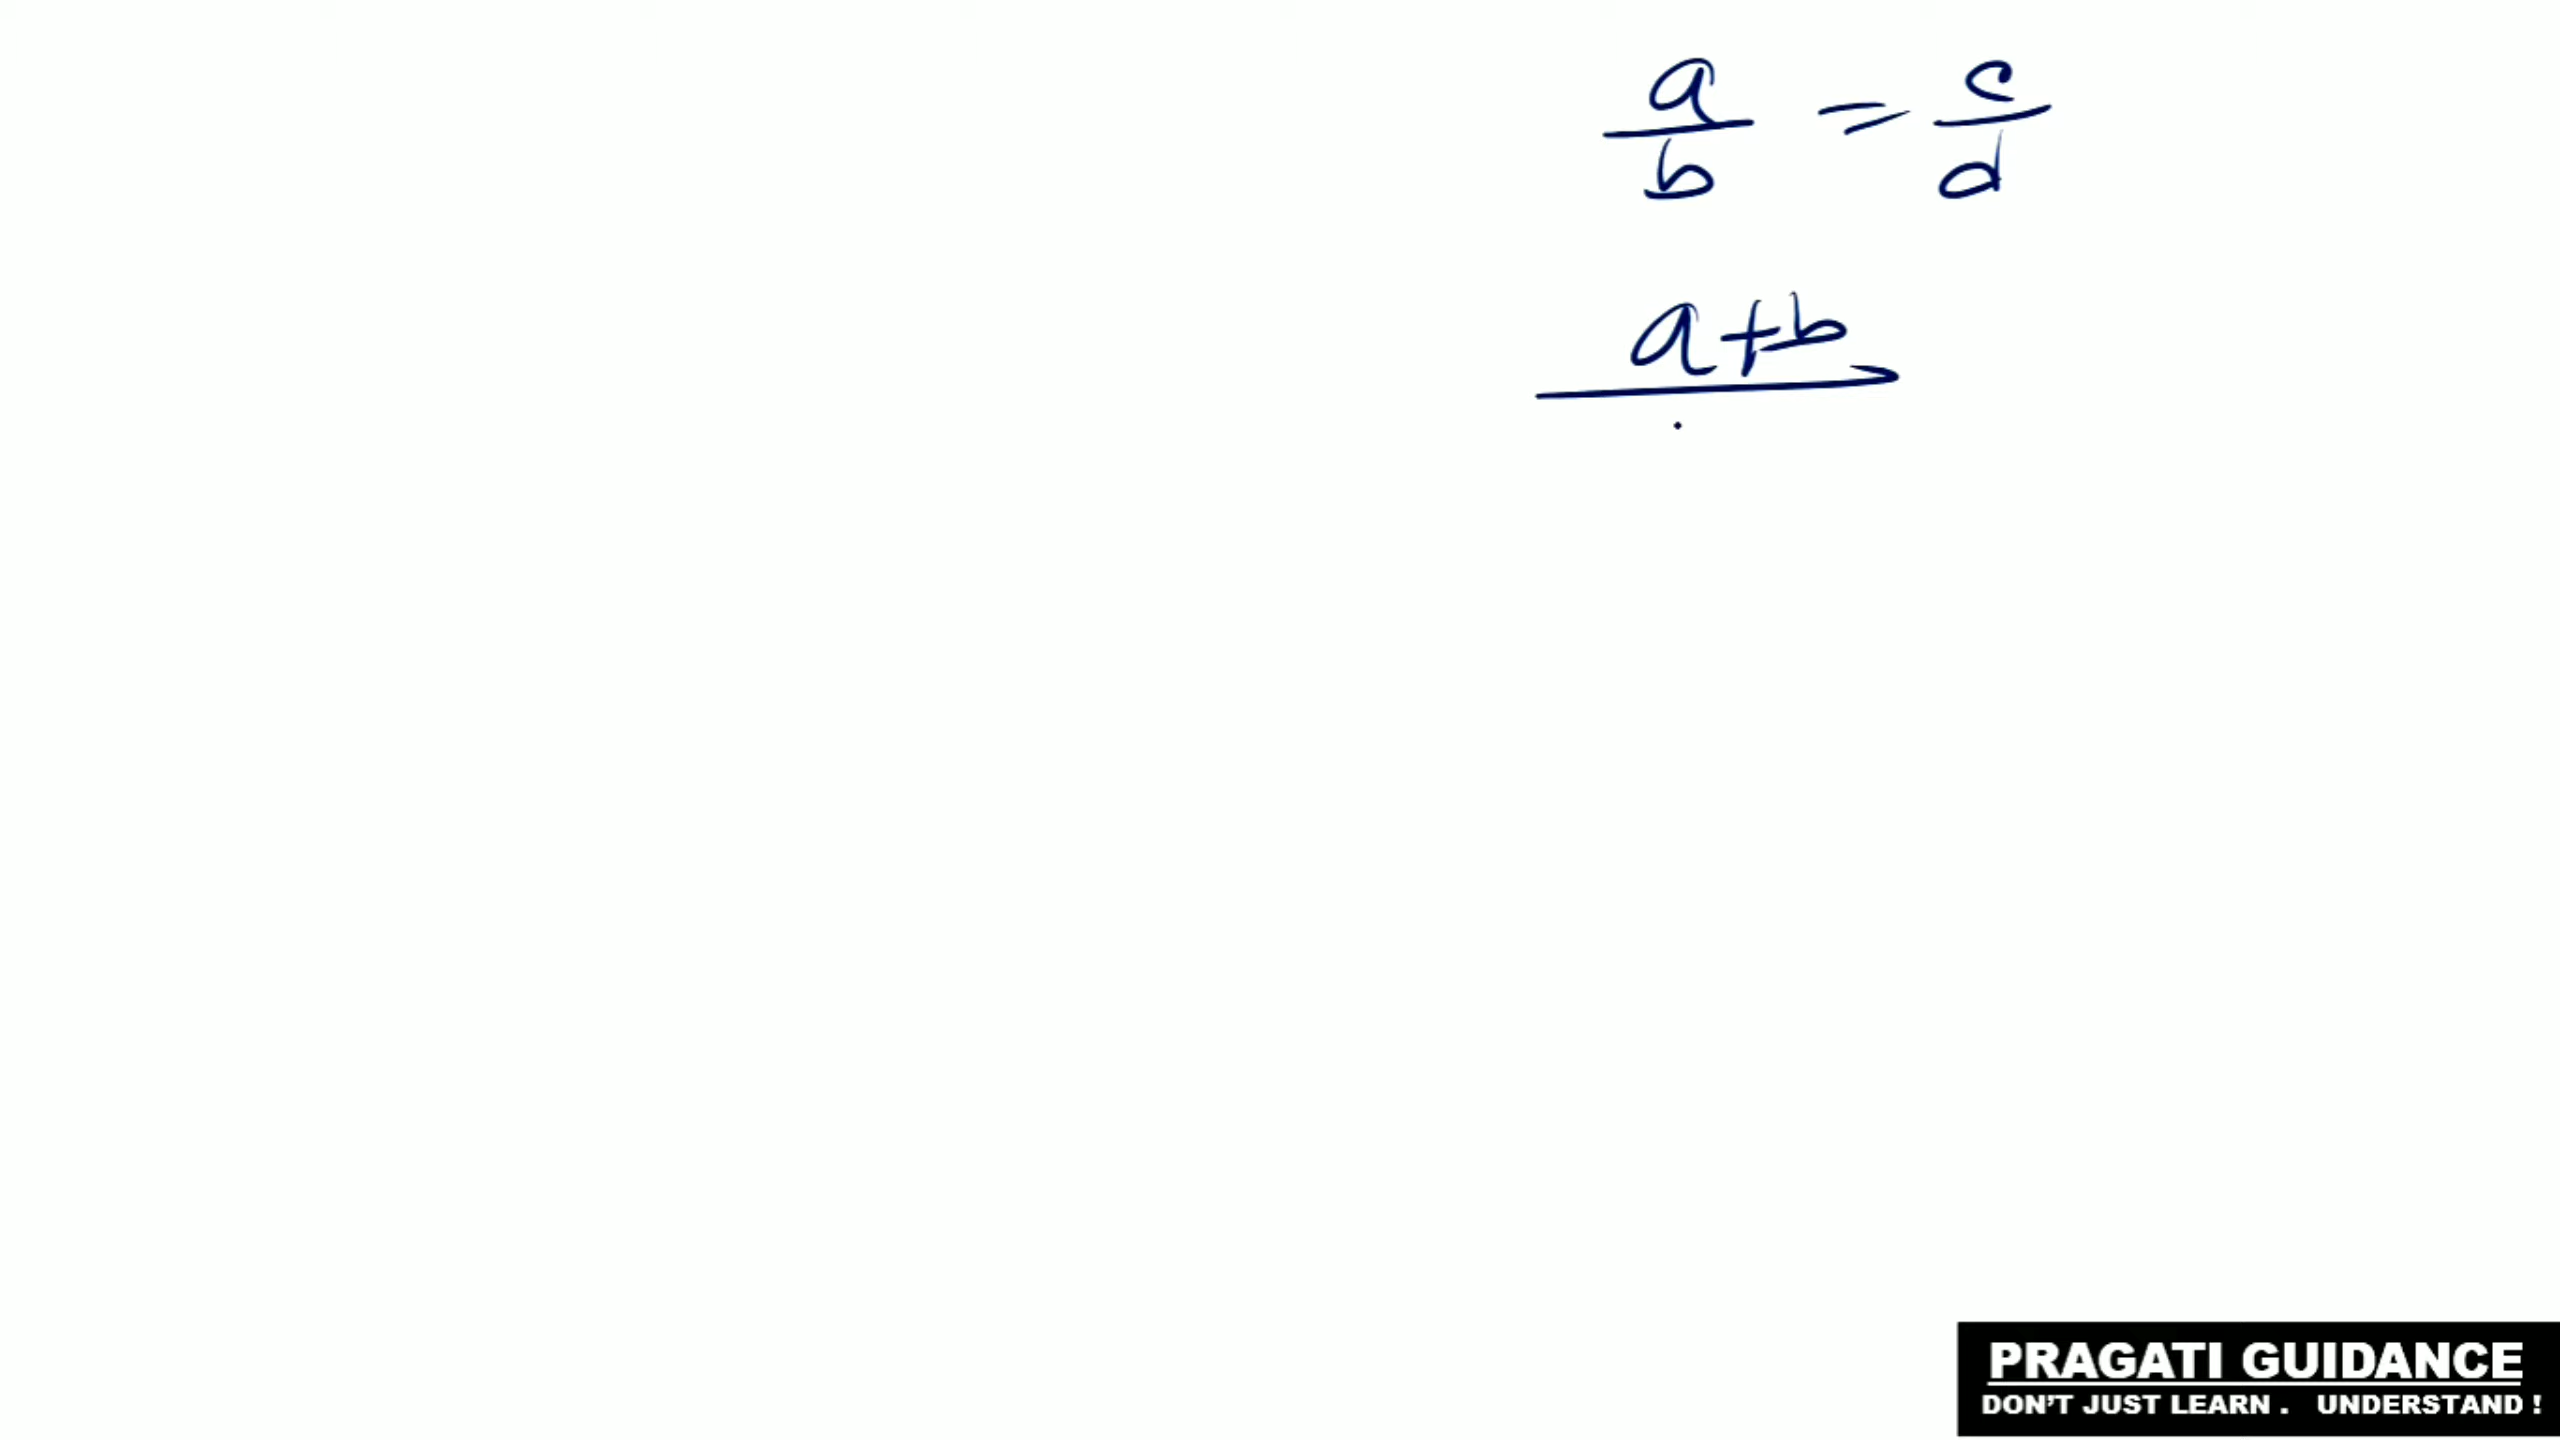 a/b = c/d
a+b
PRAGATI GUIDANCE
DON'T JUST LEARN . UNDERSTAND !